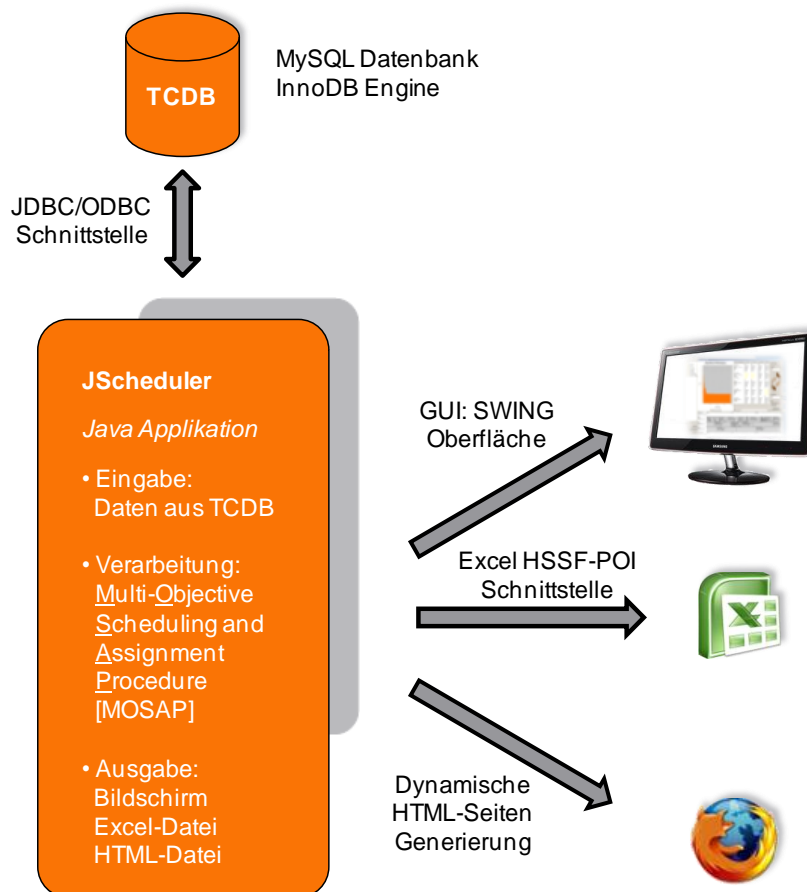 TCDB
MySQL Datenbank
InnoDB Engine
JDBC/ODBC
Schnittstelle
JScheduler
Java Applikation
• Eingabe:
Daten aus TCDB
• Verarbeitung:
Multi-Objective
Scheduling and
Assignment
Procedure
[MOSAP]
• Ausgabe:
Bildschirm
Excel-Datei
HTML-Datei
GUI: SWING
Oberfläche
SAMSUNG
Excel HSSF-POI
Schnittstelle
Dynamische
HTML-Seiten
Generierung